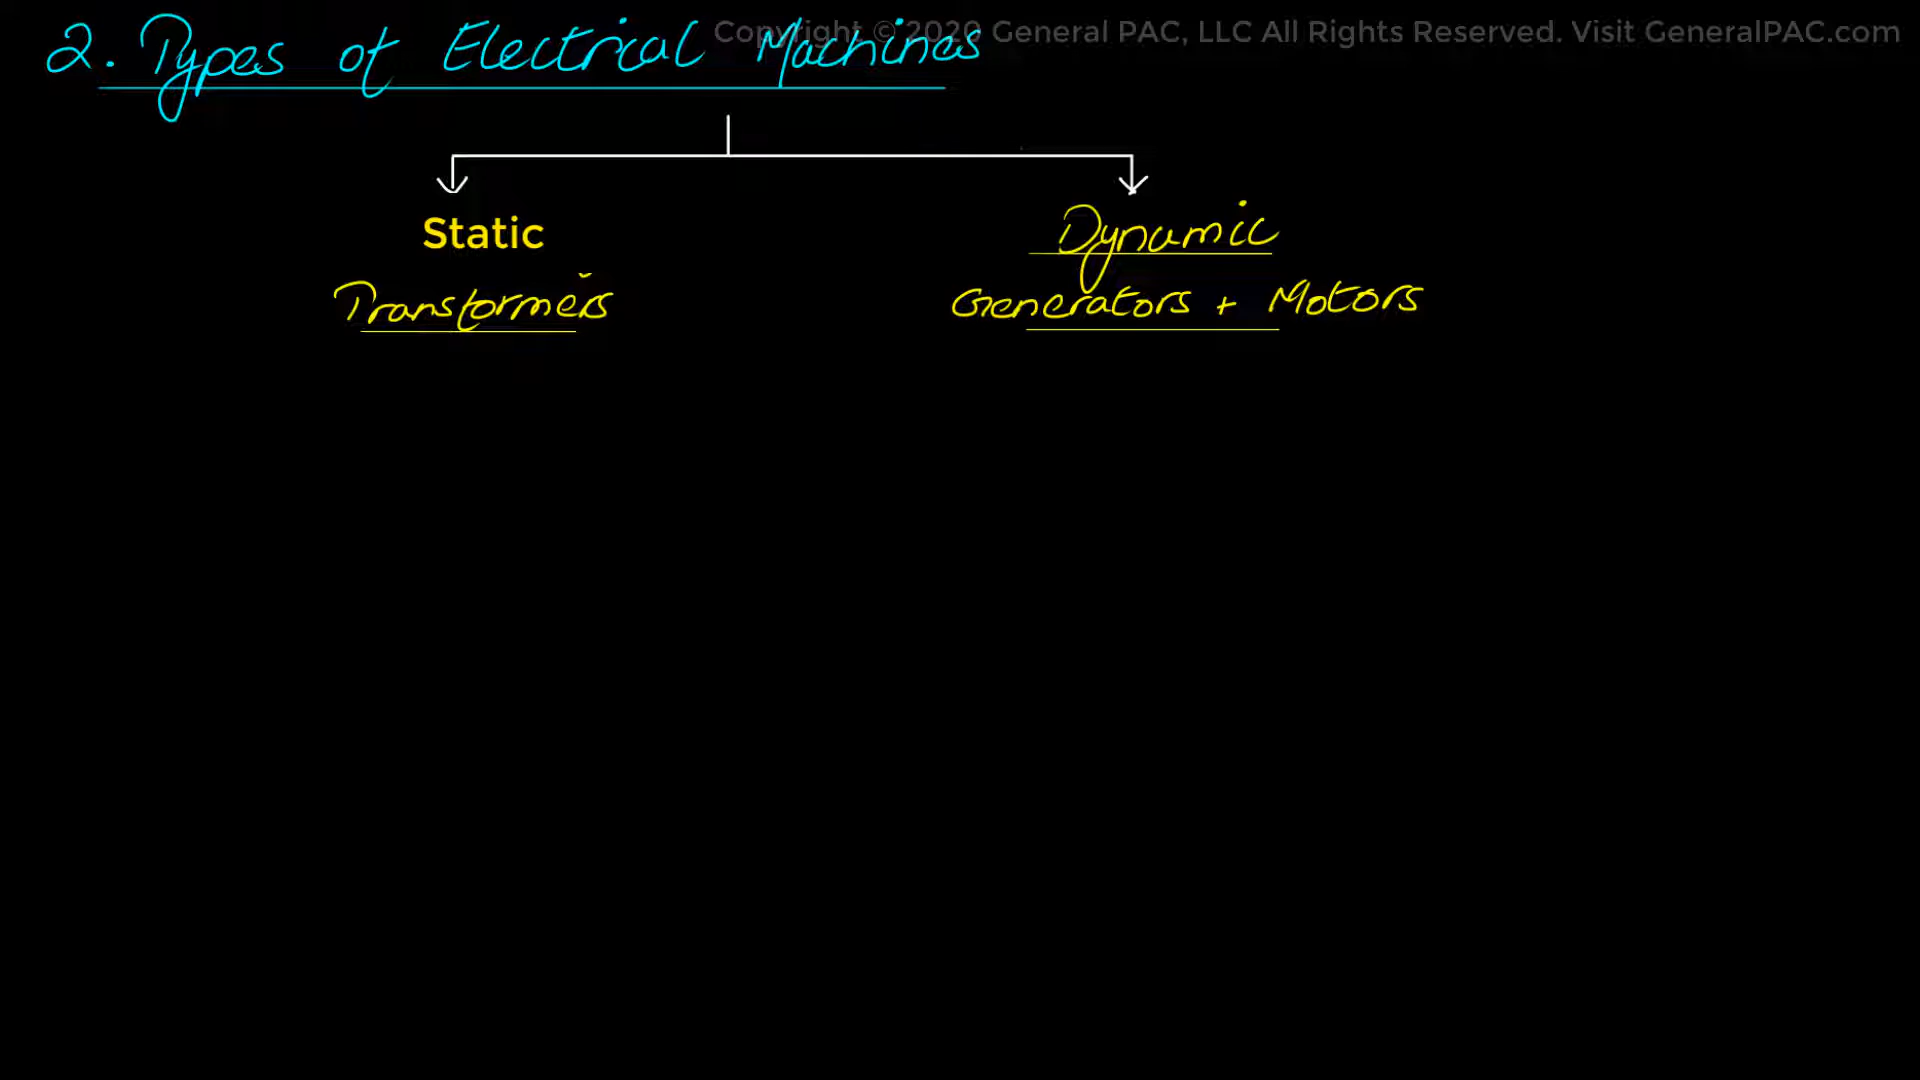 2. Types of Electrical Machines
Copyright © 2020 General PAC, LLC All Rights Reserved. Visit GeneralPAC.com
Static
Dynamic
Transformers
Generators + Motors